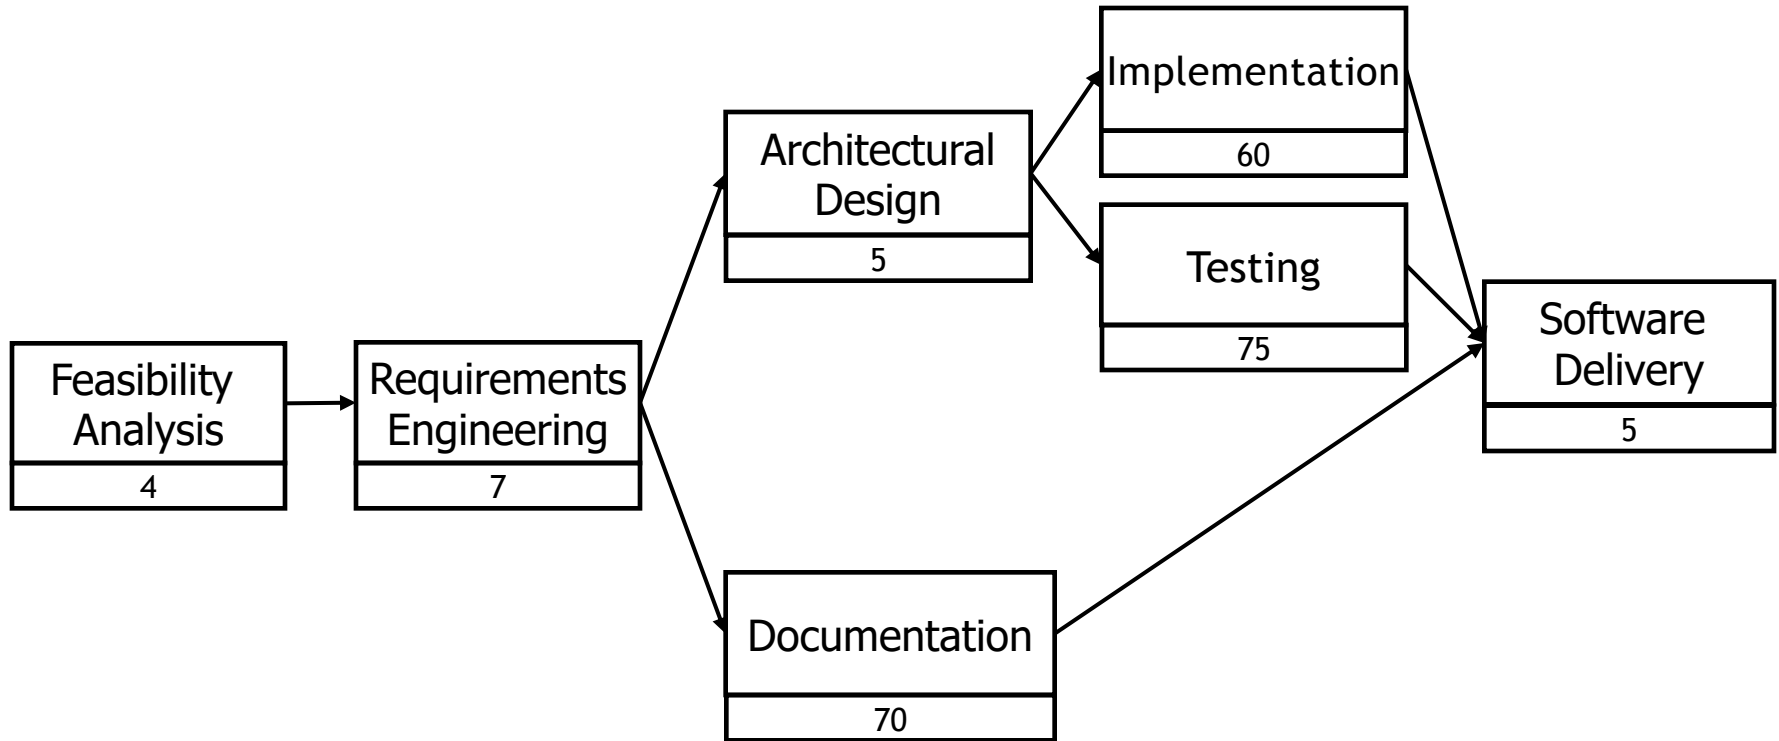 Feasibility
Analysis
4
Requirements
Engineering
7
Architectural
Design
5
Documentation
70
Implementation
60
Testing
75
Software
Delivery
5